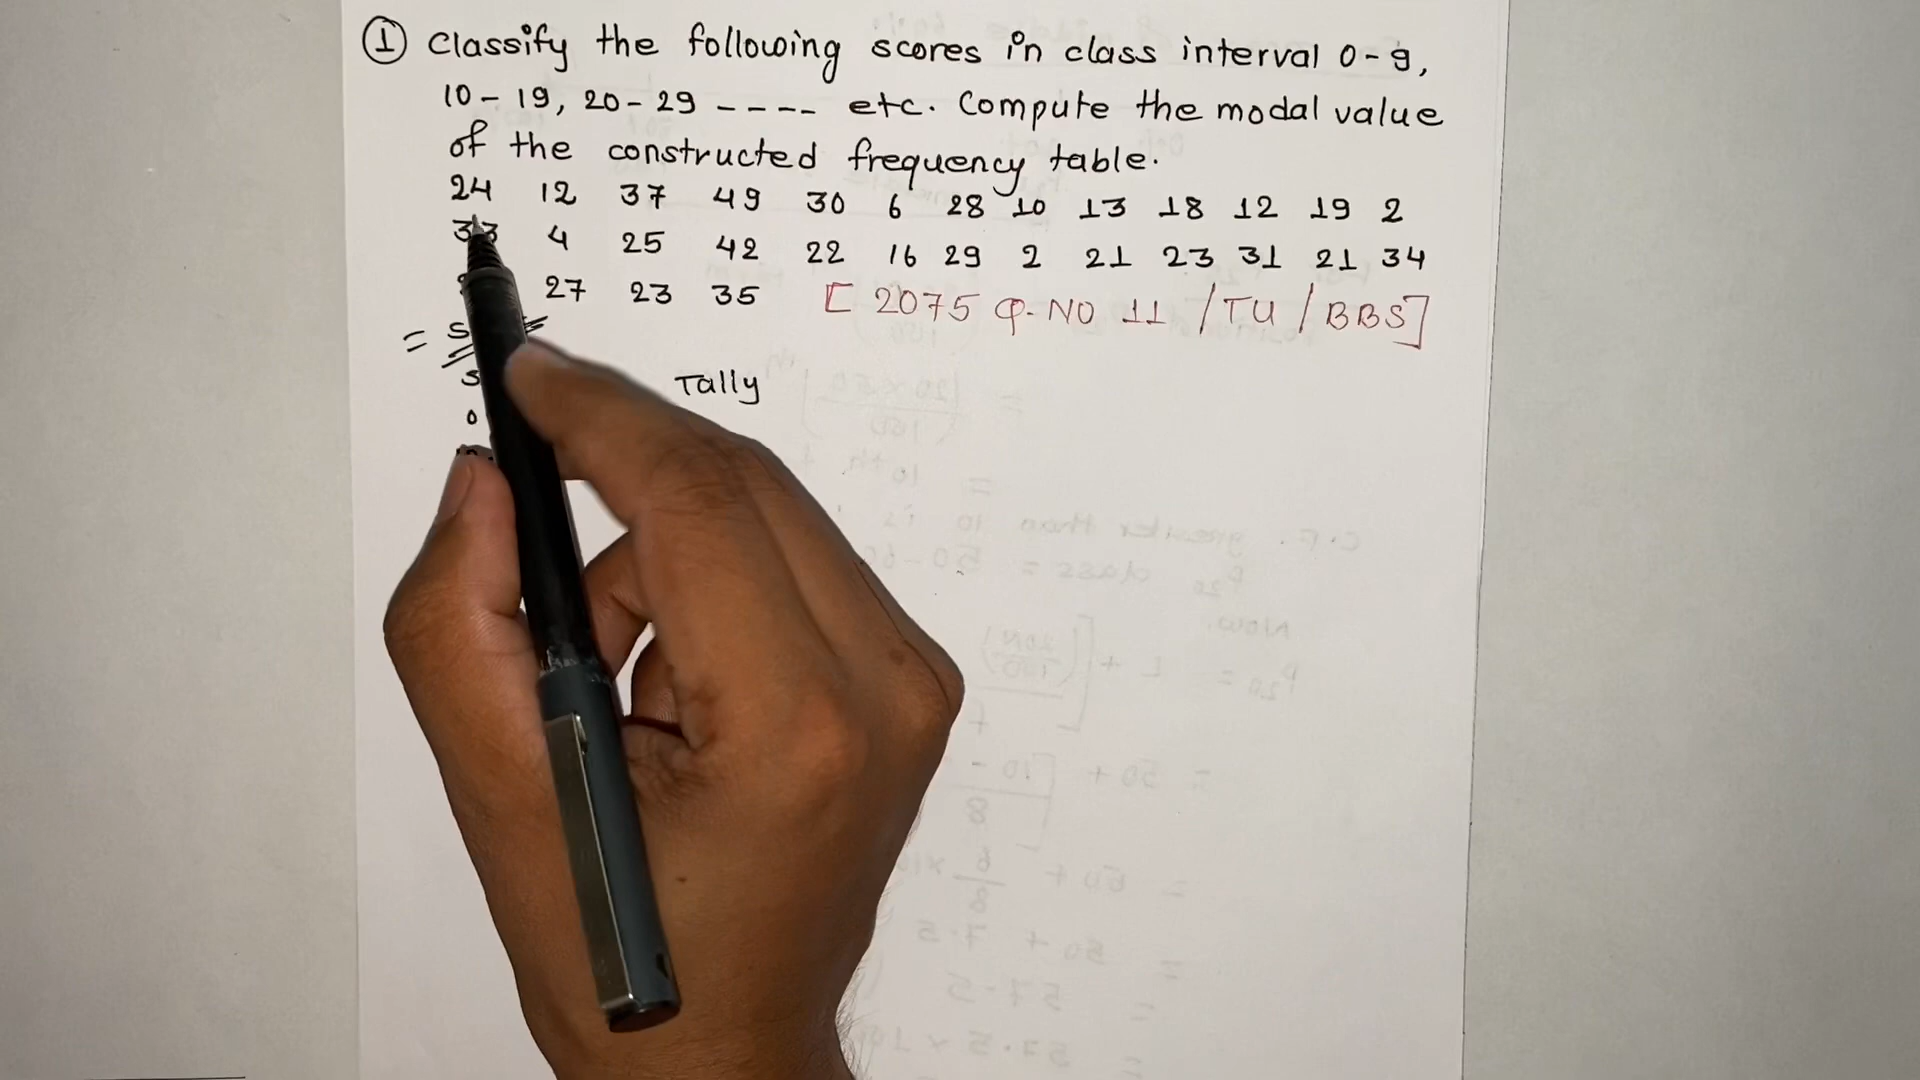 ① Classify the following scores in class interval 0-9,
10-19, 20-29 ---- etc. Compute the modal value
of the constructed frequency table.
24 12 37 49 30 6 28 10 13 18 12 19 2
33 4 25 42 22 16 29 2 21 23 31 21 34
27 23 35 [2075 Q.NO 11 /TU/BBS]
=
Tally
0